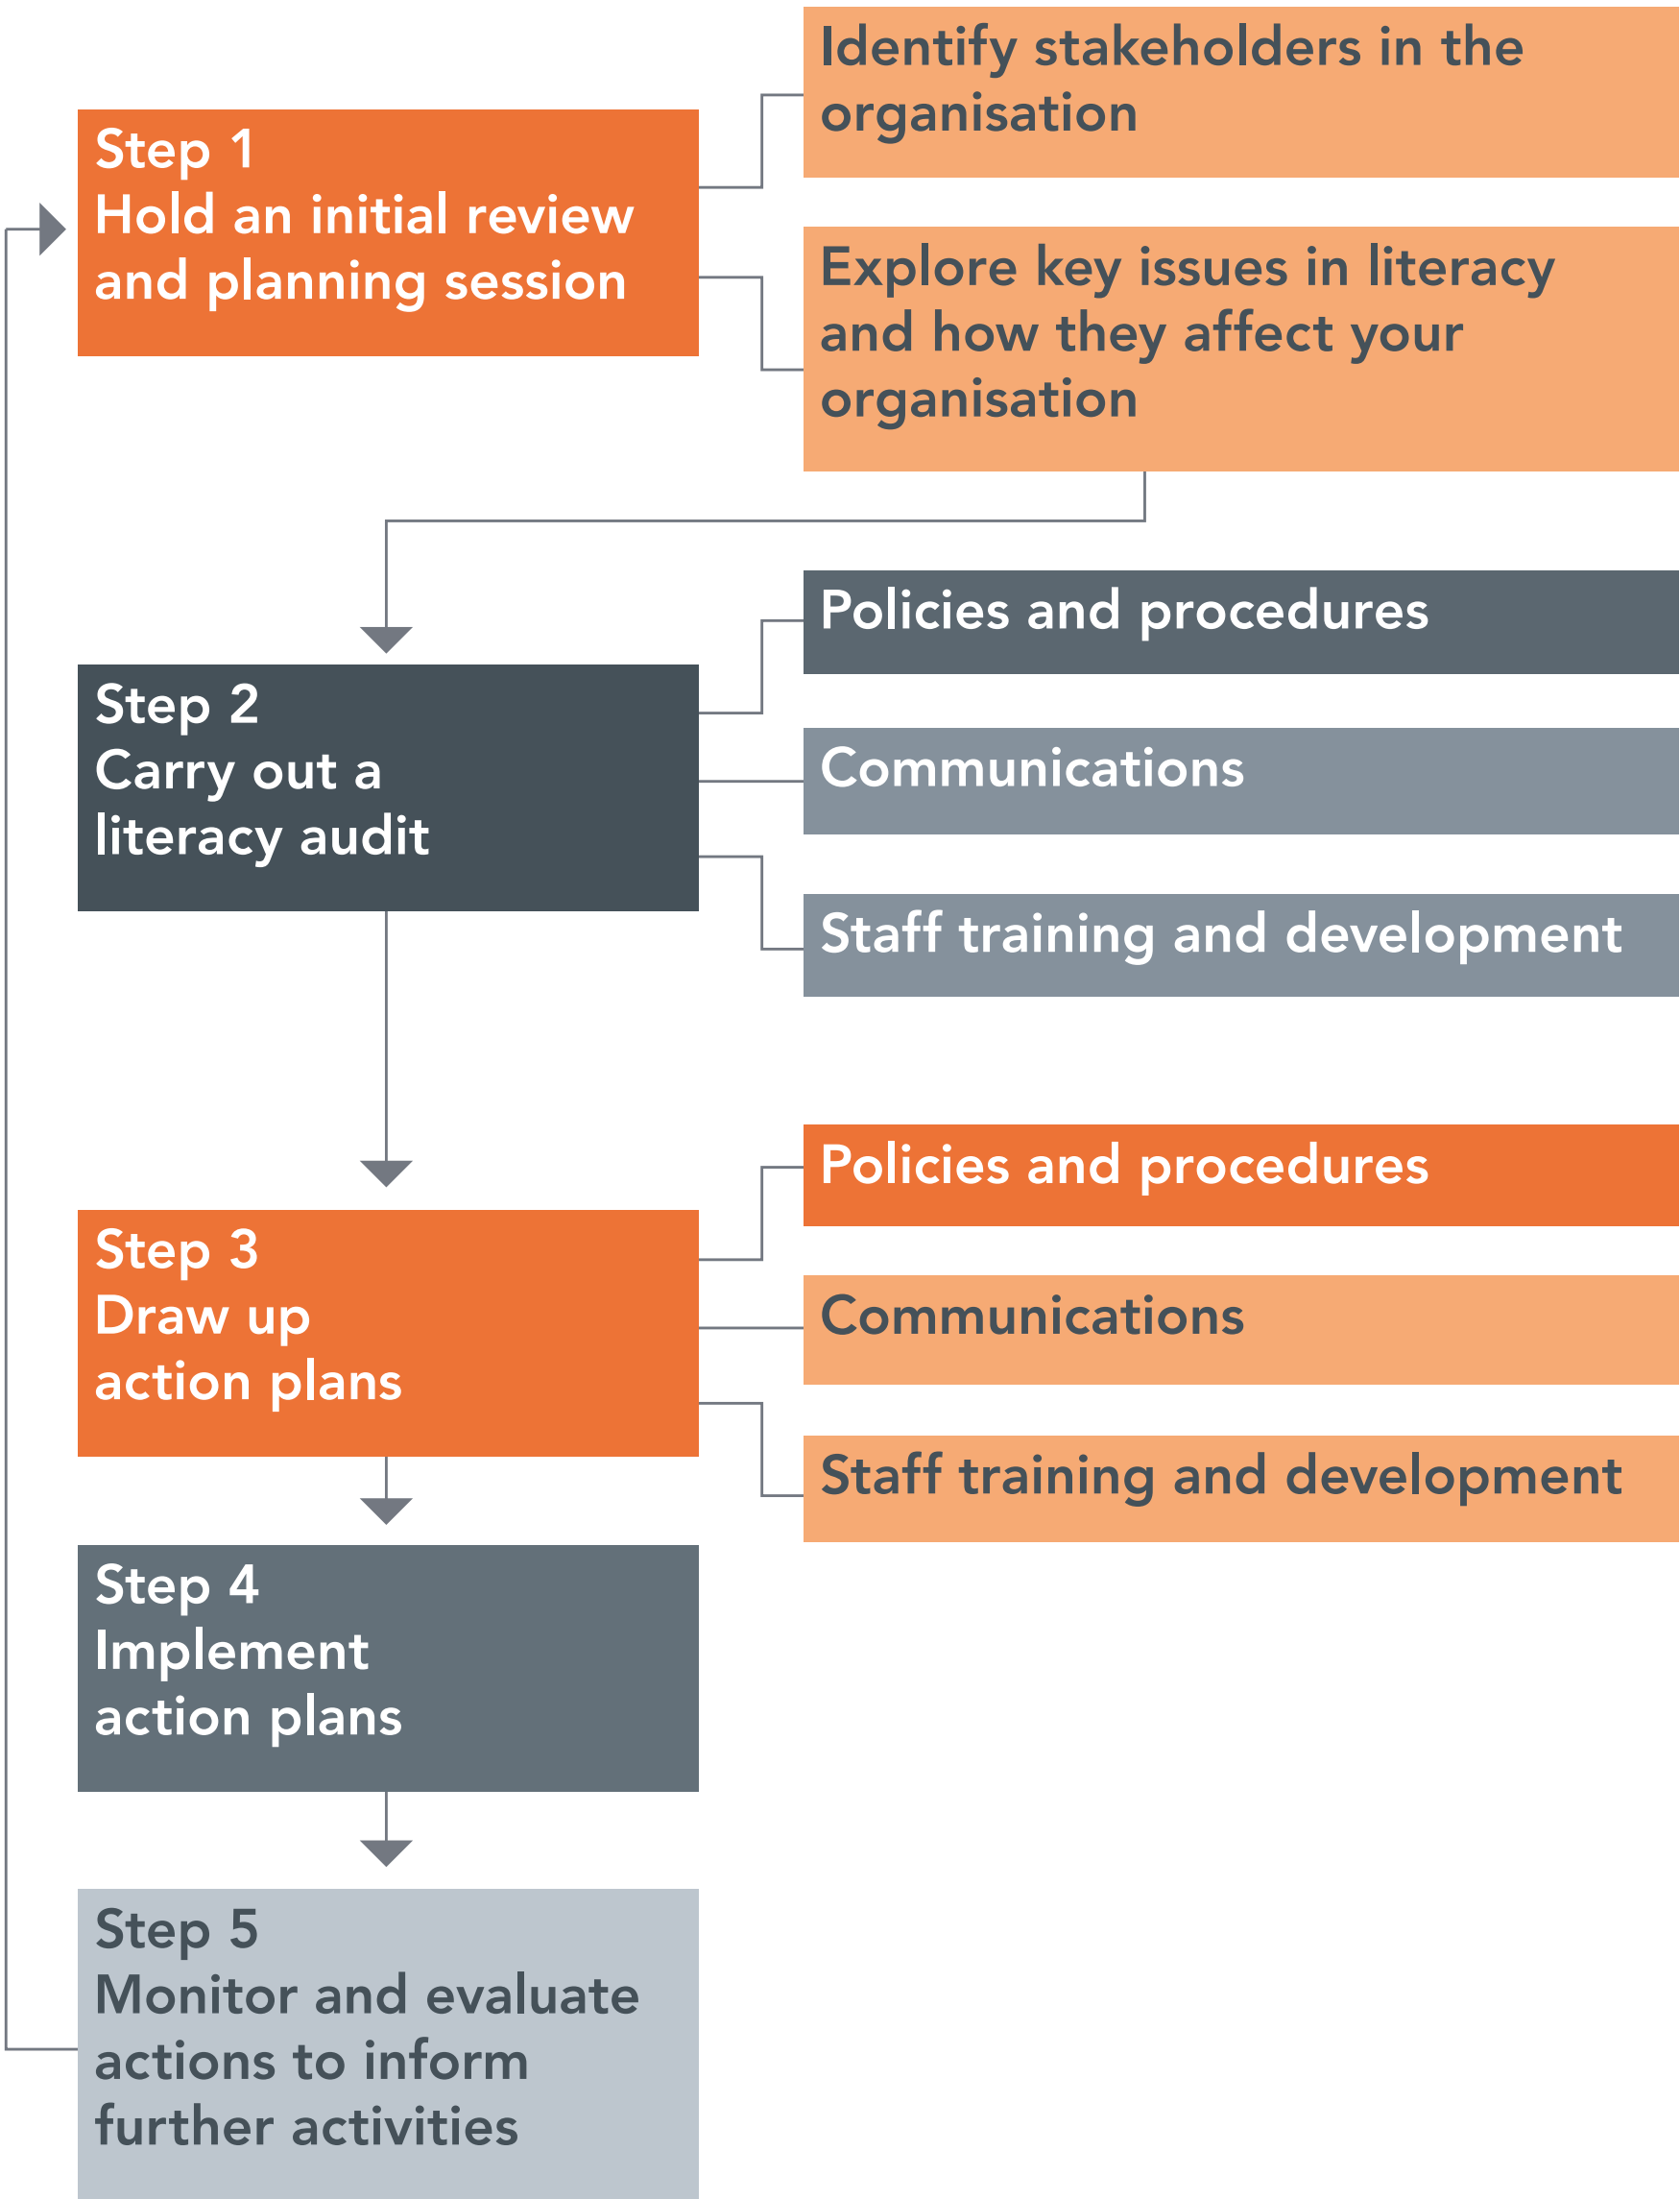 Step 1
Hold an initial review
and planning session
Identify stakeholders in the
organisation
Explore key issues in literacy
and how they affect your
organisation
Step 2
Carry out a
literacy audit
Policies and procedures
Communications
Staff training and development
Step 3
Draw up
action plans
Policies and procedures
Communications
Staff training and development
Step 4
Implement
action plans
Step 5
Monitor and evaluate
actions to inform
further activities